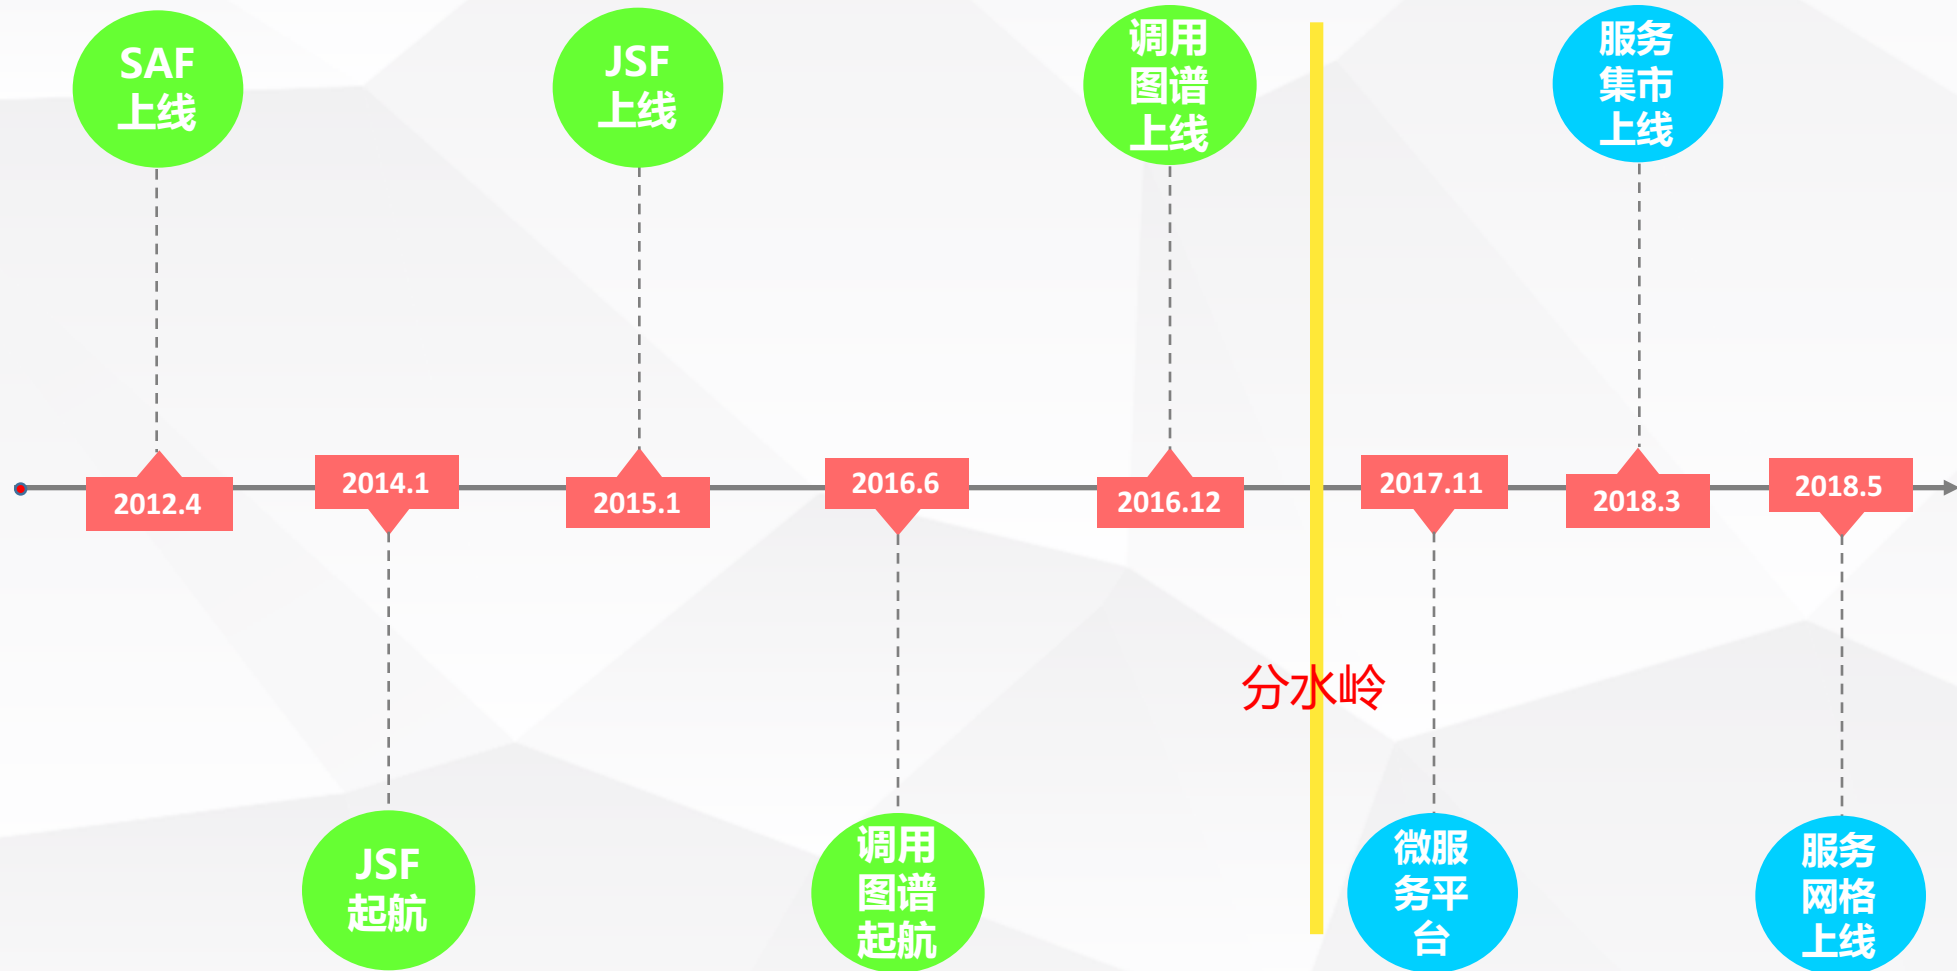 SAF
上线
JSF
上线
调用
图谱
上线
服务
集市
上线
2012.4
2014.1
2015.1
2016.6
2016.12
2017.11
2018.3
2018.5
分水岭
JSF
起航
调用
图谱
起航
微服
务平
台
服务
网格
上线